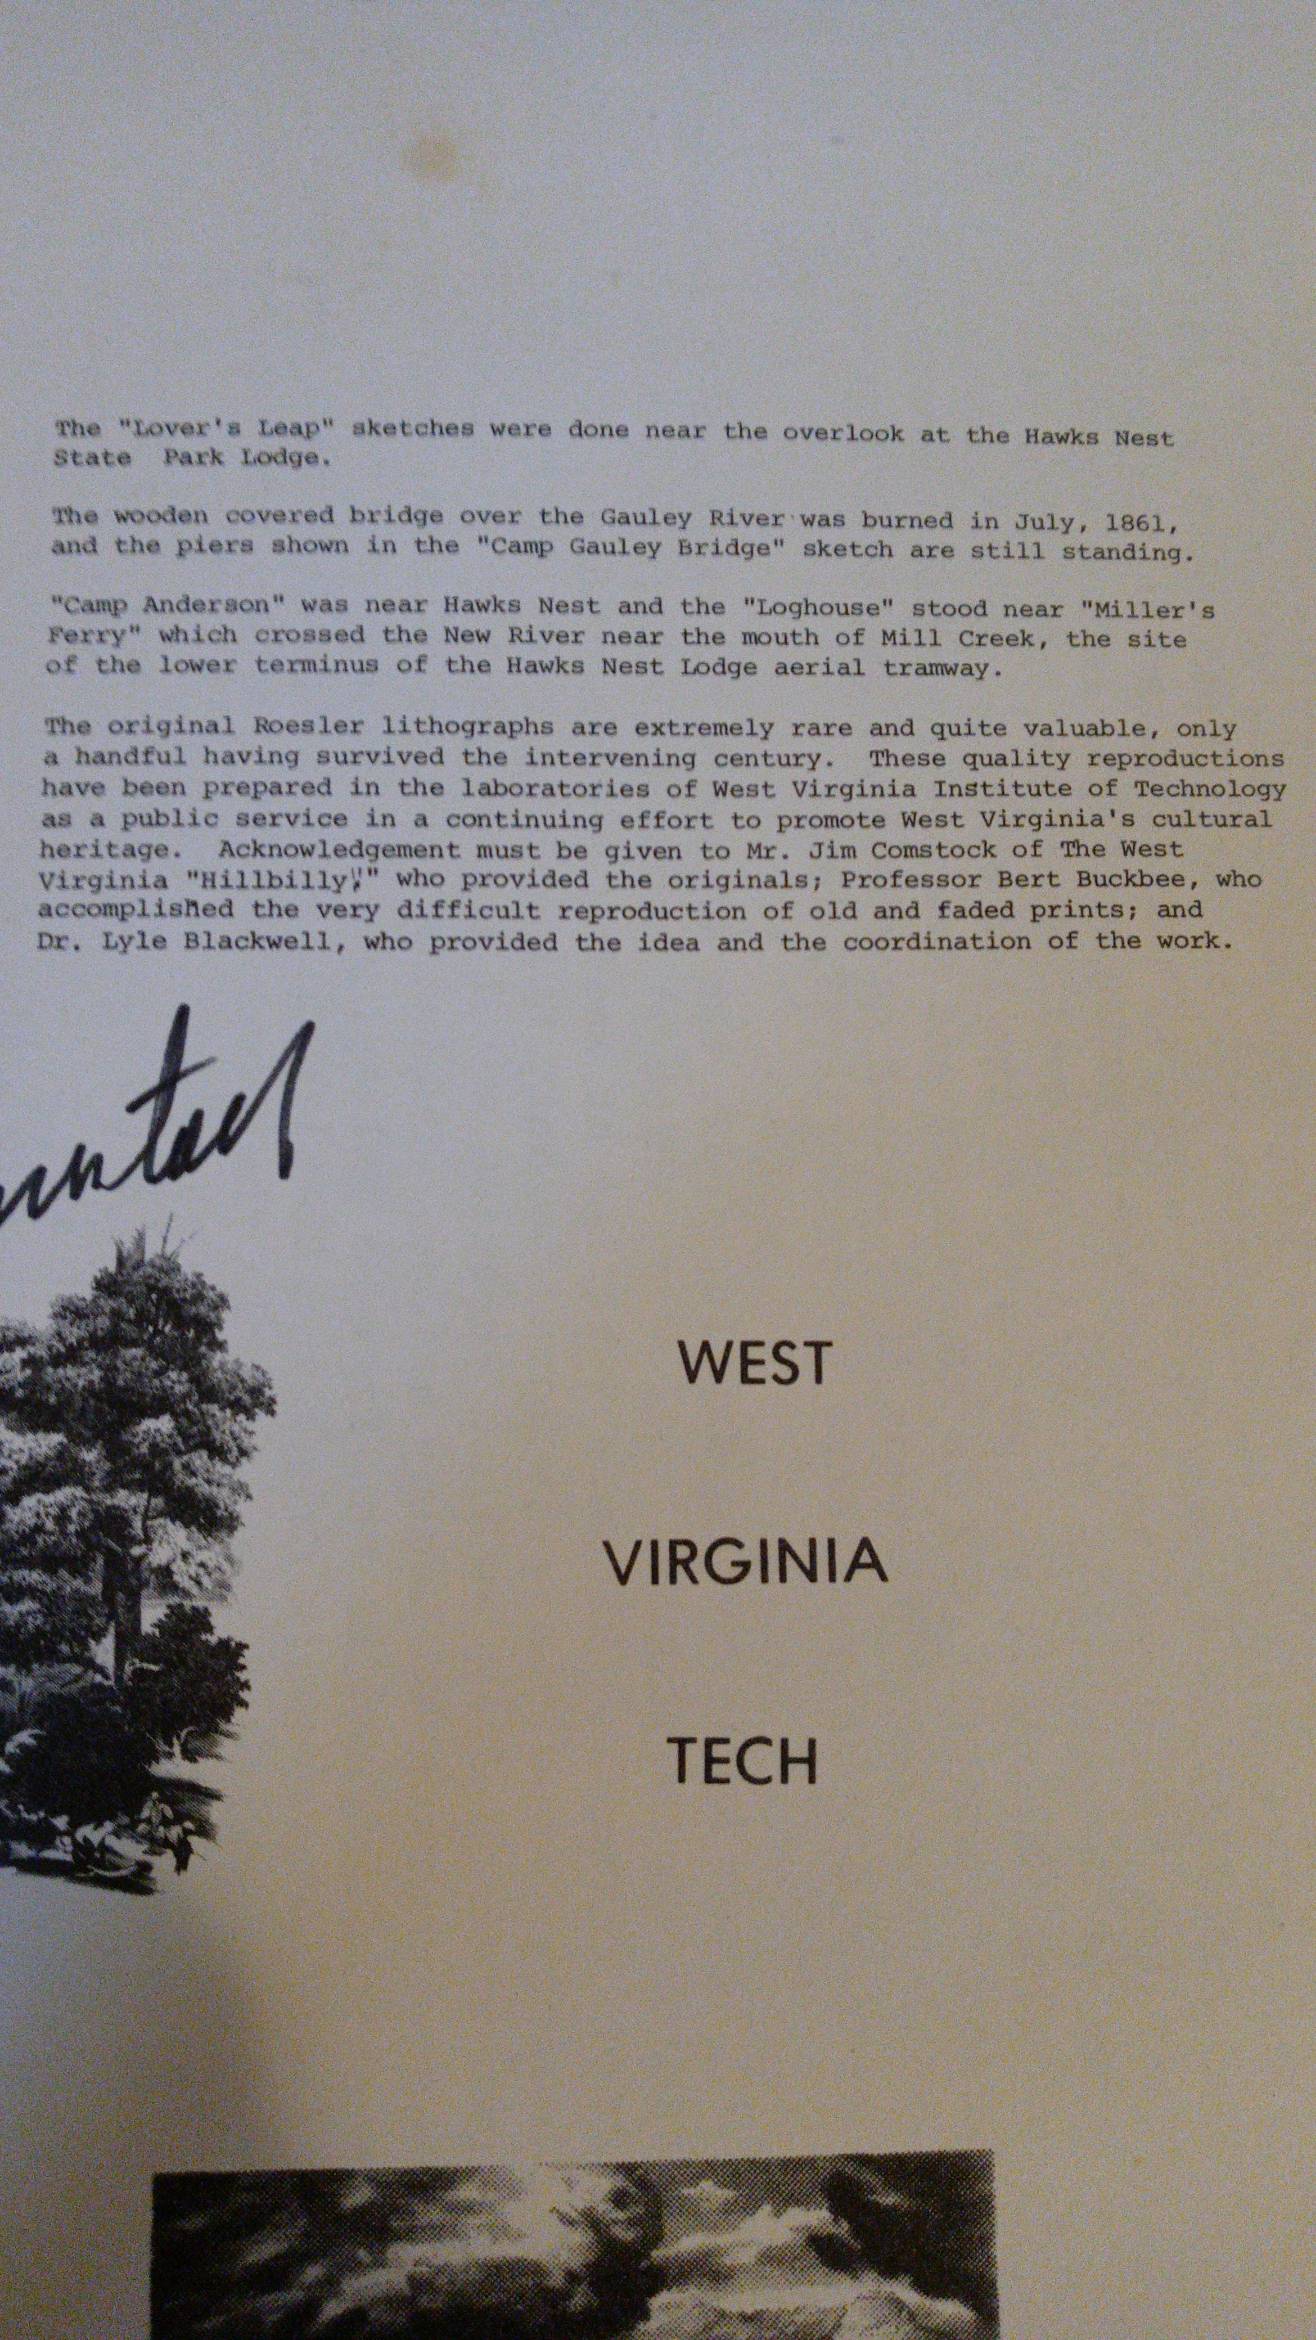 The "Lover's Leap" sketches were done near the overlook at the Hawks Nest
State  Park Lodge.
The wooden covered bridge over the Gauley River was burned in July, 1861,
and the piers shown in the "Camp Gauley Bridge" sketch are still standing.
"Camp Anderson" was near Hawks Nest and the "Loghouse" stood near "Miller's
Ferry" which crossed the New River near the mouth of Mill Creek, the site
of the lower terminus of the Hawks Nest Lodge aerial tramway.
The original Roesler lithographs are extremely rare and quite valuable, only
a handful having survived the intervening century.  These quality reproductions
have been prepared in the laboratories of West Virginia Institute of Technology
as a public service in a continuing effort to promote West Virginia's cultural
heritage.  Acknowledgement must be given to Mr. Jim Comstock of The West
Virginia "Hillbilly," who provided the originals; Professor Bert Buckbee, who
accomplished the very difficult reproduction of old and faded prints; and
Dr. Lyle Blackwell, who provided the idea and the coordination of the work.
WEST
VIRGINIA
TECH